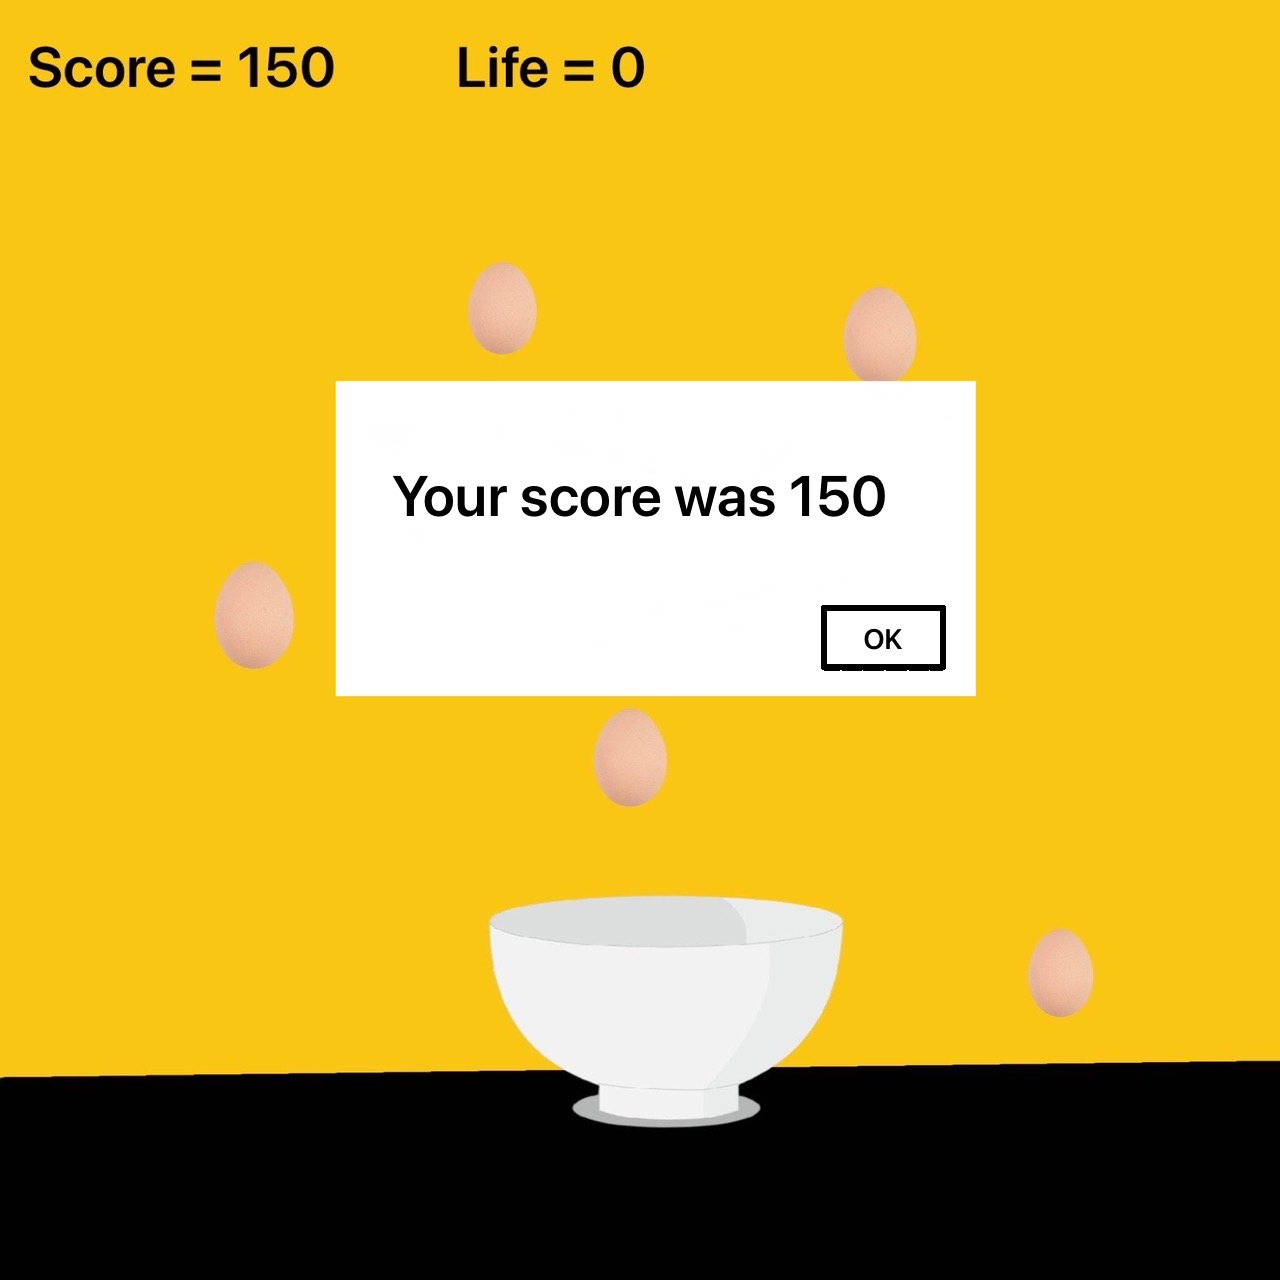 Score = 150 Life = 0
Your score was 150
OK